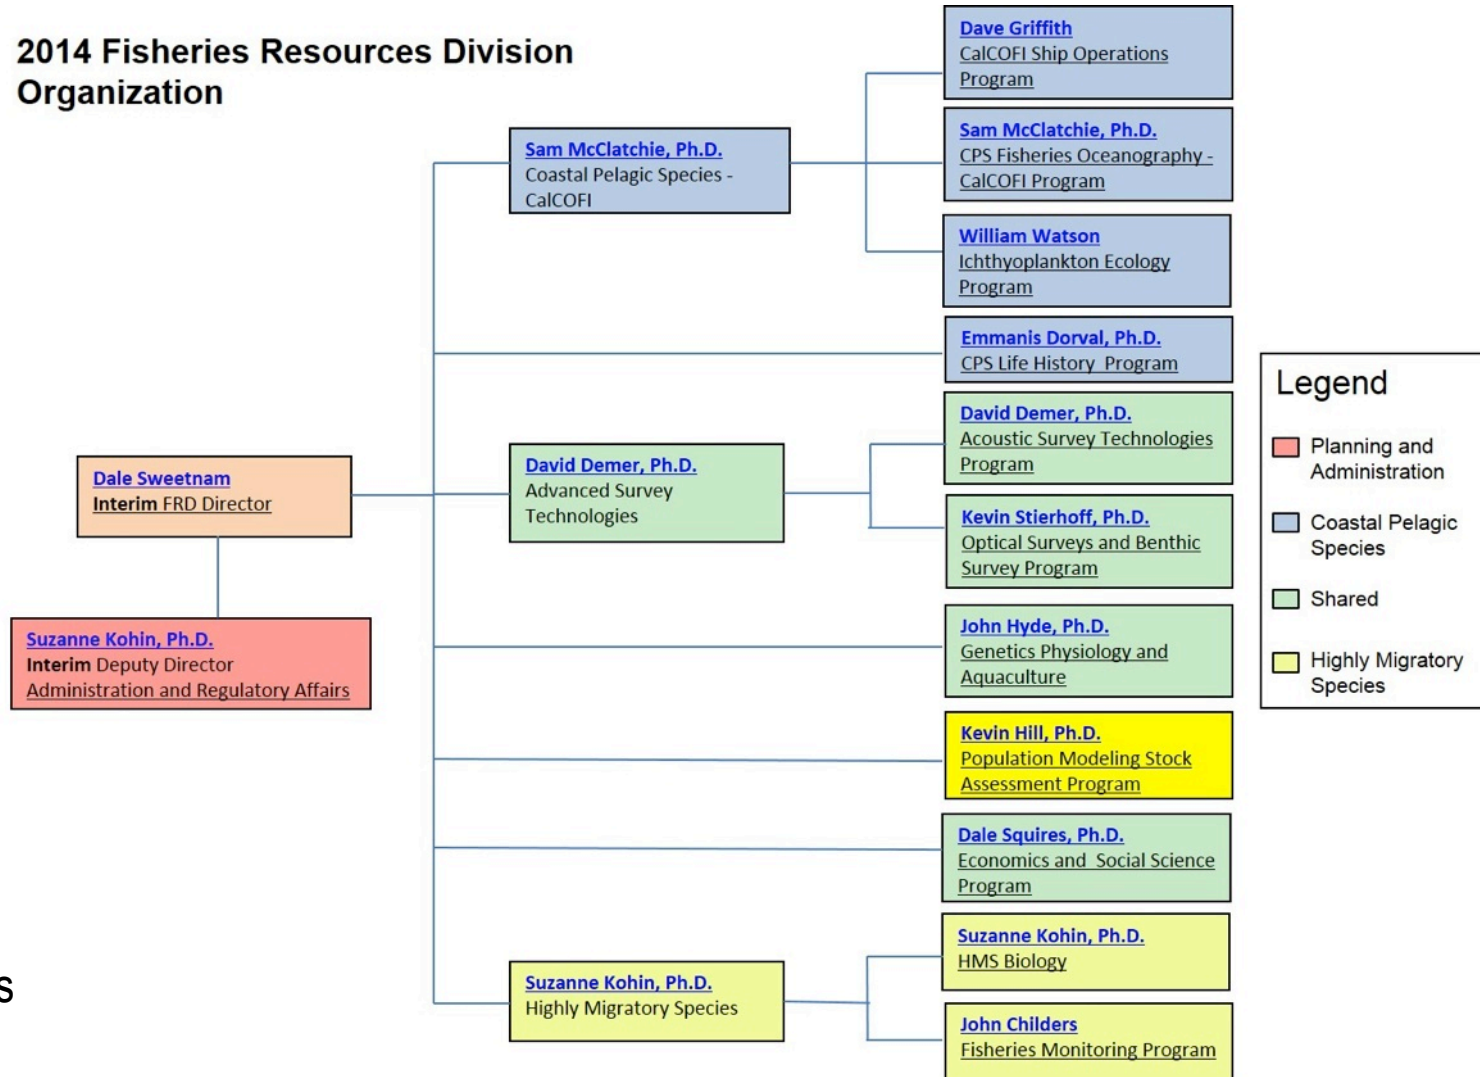 2014 Fisheries Resources Division
Organization
Dave Griffith
CalCOFI Ship Operations
Program
Sam McClatchie, Ph.D.
Coastal Pelagic Species -
CalCOFI
Sam McClatchie, Ph.D.
CPS Fisheries Oceanography -
CalCOFI Program
William Watson
Ichthyoplankton Ecology
Program
Emmanis Dorval, Ph.D.
CPS Life History Program
Dale Sweetnam
Interim FRD Director
Suzanne Kohin, Ph.D.
Interim Deputy Director
Administration and Regulatory Affairs
David Demer, Ph.D.
Advanced Survey
Technologies
David Demer, Ph.D.
Acoustic Survey Technologies
Program
Kevin Stierhoff, Ph.D.
Optical Surveys and Benthic
Survey Program
John Hyde, Ph.D.
Genetics Physiology and
Aquaculture
Kevin Hill, Ph.D.
Population Modeling Stock
Assessment Program
Dale Squires, Ph.D.
Economics and Social Science
Program
Suzanne Kohin, Ph.D.
Highly Migratory Species
Suzanne Kohin, Ph.D.
HMS Biology
John Childers
Fisheries Monitoring Program
Legend
Planning and
Administration
Coastal Pelagic
Species
Shared
Highly Migratory
Species
s